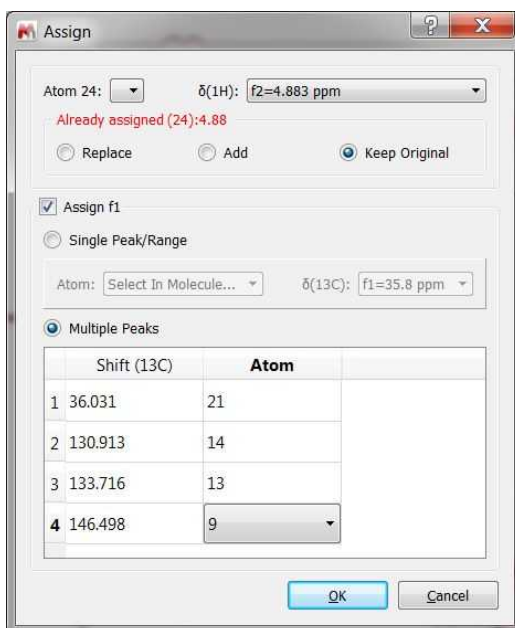 Assign
Atom 24: δ(1H): f2=4.883 ppm
Already assigned (24):4.88
Replace Add Keep Original
Assign f1
Single Peak/Range
Atom: Select In Molecule... δ(13C): f1=35.8 ppm
Multiple Peaks
Shift (13C) Atom
1 36.031 21
2 130.913 14
3 133.716 13
4 146.498 9
OK Cancel